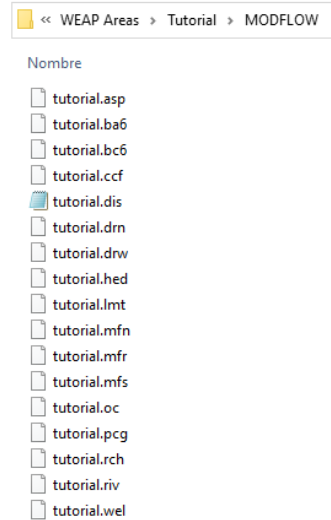 « WEAP Areas > Tutorial > MODFLOW
Nombre
tutorial.asp
tutorial.ba6
tutorial.bc6
tutorial.ccf
tutorial.dis
tutorial.drn
tutorial.drw
tutorial.hed
tutorial.lmt
tutorial.mfn
tutorial.mfr
tutorial.mfs
tutorial.oc
tutorial.pcg
tutorial.rch
tutorial.riv
tutorial.wel